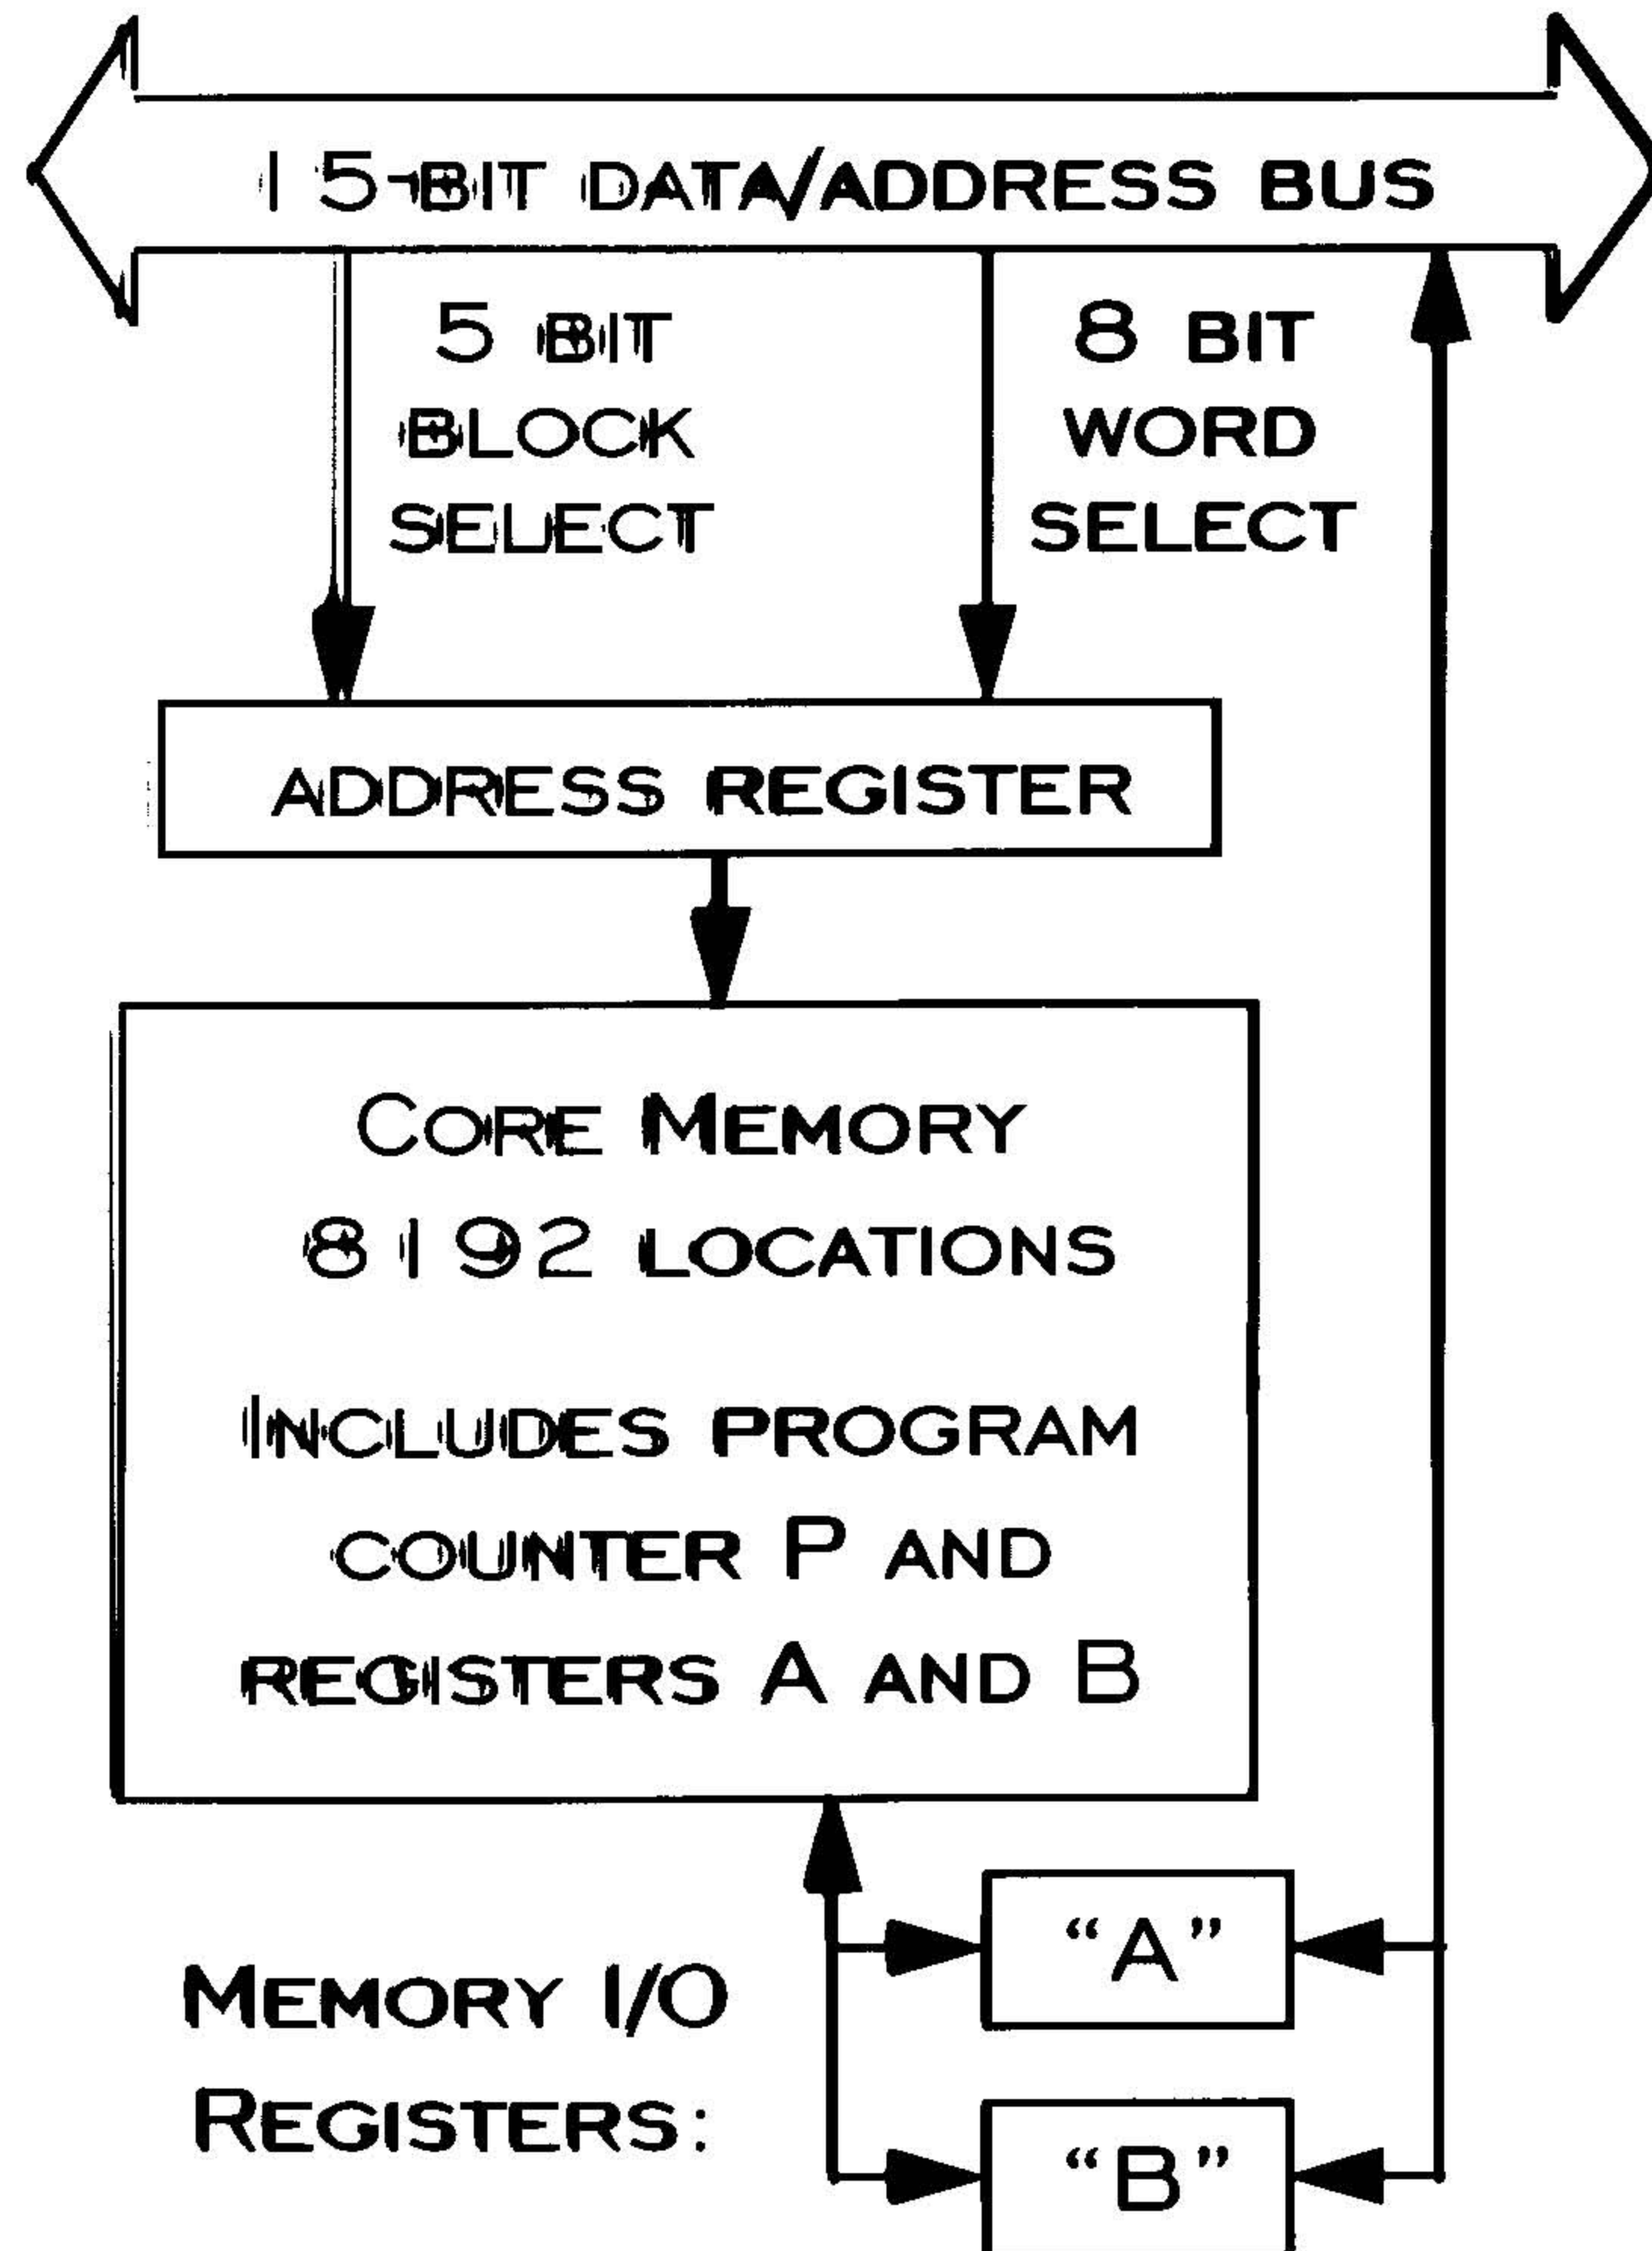 15-BIT DATA/ADDRESS BUS
5 BIT
BLOCK
SELECT
8 BIT
WORD
SELECT
ADDRESS REGISTER
CORE MEMORY
8192 LOCATIONS
INCLUDES PROGRAM
COUNTER P AND
REGISTERS A AND B
MEMORY I/O
REGISTERS:
“A”
“B”